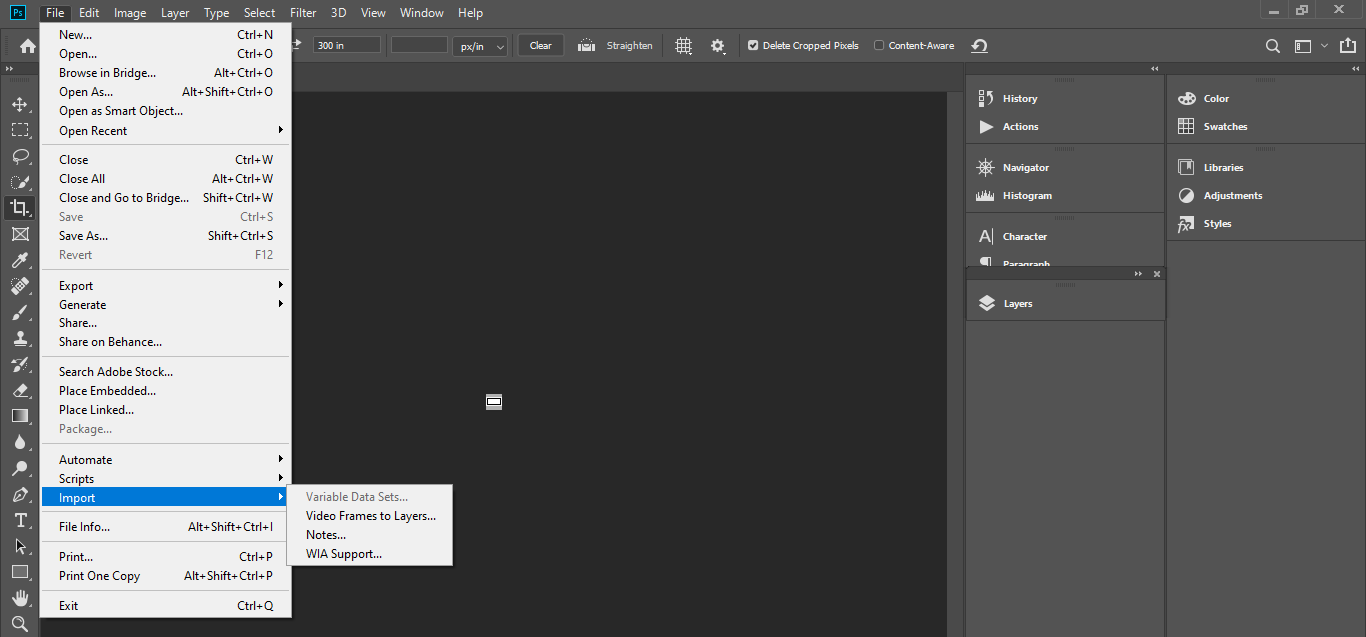 Ps File Edit Image Layer Type Select Filter 3D View Window Help
300 in px/in Clear Straighten Delete Cropped Pixels Content-Aware
New... Ctrl+N
Open... Ctrl+O
Browse in Bridge... Alt+Ctrl+O
Open As... Alt+Shift+Ctrl+O
Open as Smart Object...
Open Recent
Close Ctrl+W
Close All Alt+Ctrl+W
Close and Go to Bridge... Shift+Ctrl+W
Save Ctrl+S
Save As... Shift+Ctrl+S
Revert F12
Export
Generate
Share...
Share on Behance...
Search Adobe Stock...
Place Embedded...
Place Linked...
Package...
Automate
Scripts
Import
File Info... Alt+Shift+Ctrl+I
Print... Ctrl+P
Print One Copy Alt+Shift+Ctrl+P
Exit Ctrl+Q
Variable Data Sets...
Video Frames to Layers...
Notes...
WIA Support...
History
Actions
Navigator
Histogram
Character
Paragraph
Layers
Color
Swatches
Libraries
Adjustments
Styles